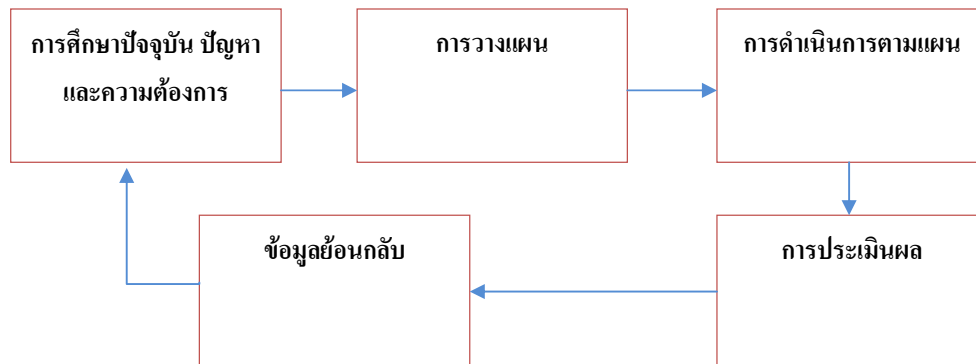 การศึกษาปัจจุบัน ปัญหา
และความต้องการ
การวางแผน
การดำเนินการตามแผน
การประเมินผล
ข้อมูลย้อนกลับ